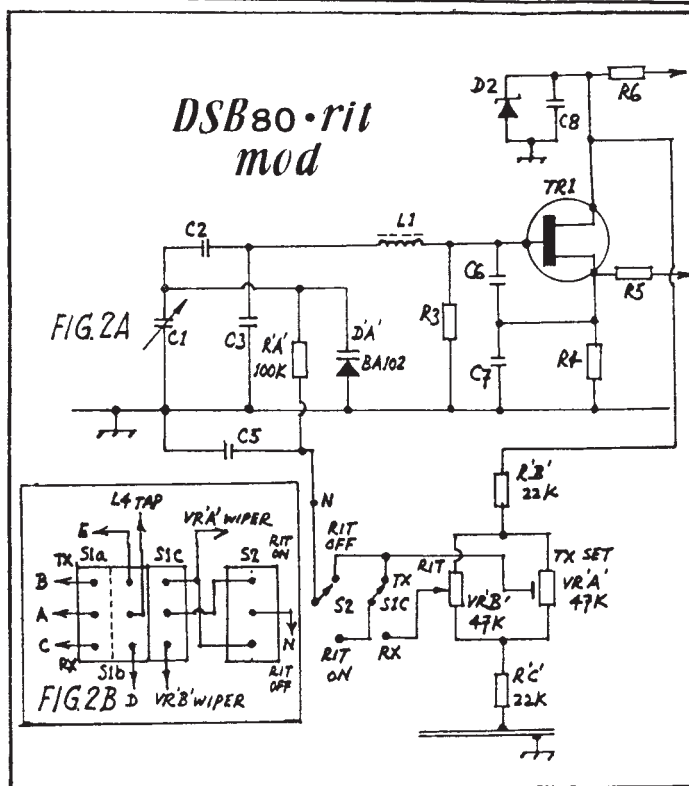 DSB80·rit
mod
D2
C8
R6
TR1
C2
L1
C6
R5
FIG.2A
C1
C3
R'A'
100K
D'A'
BA102
R3
C7
R4
C5
R'B'
22K
N
RIT
OFF
S2
TX
S1C
RIT
ON
RX
RIT
VR'B'
47K
TX SET
VR'A'
47K
R'C'
22K
L4 TAP
E
VR'A' WIPER
TX
S1a
S1c
S2
RIT
ON
B
A
C
RX
S1b
D
VR'B' WIPER
N
RIT
OFF
FIG.2B